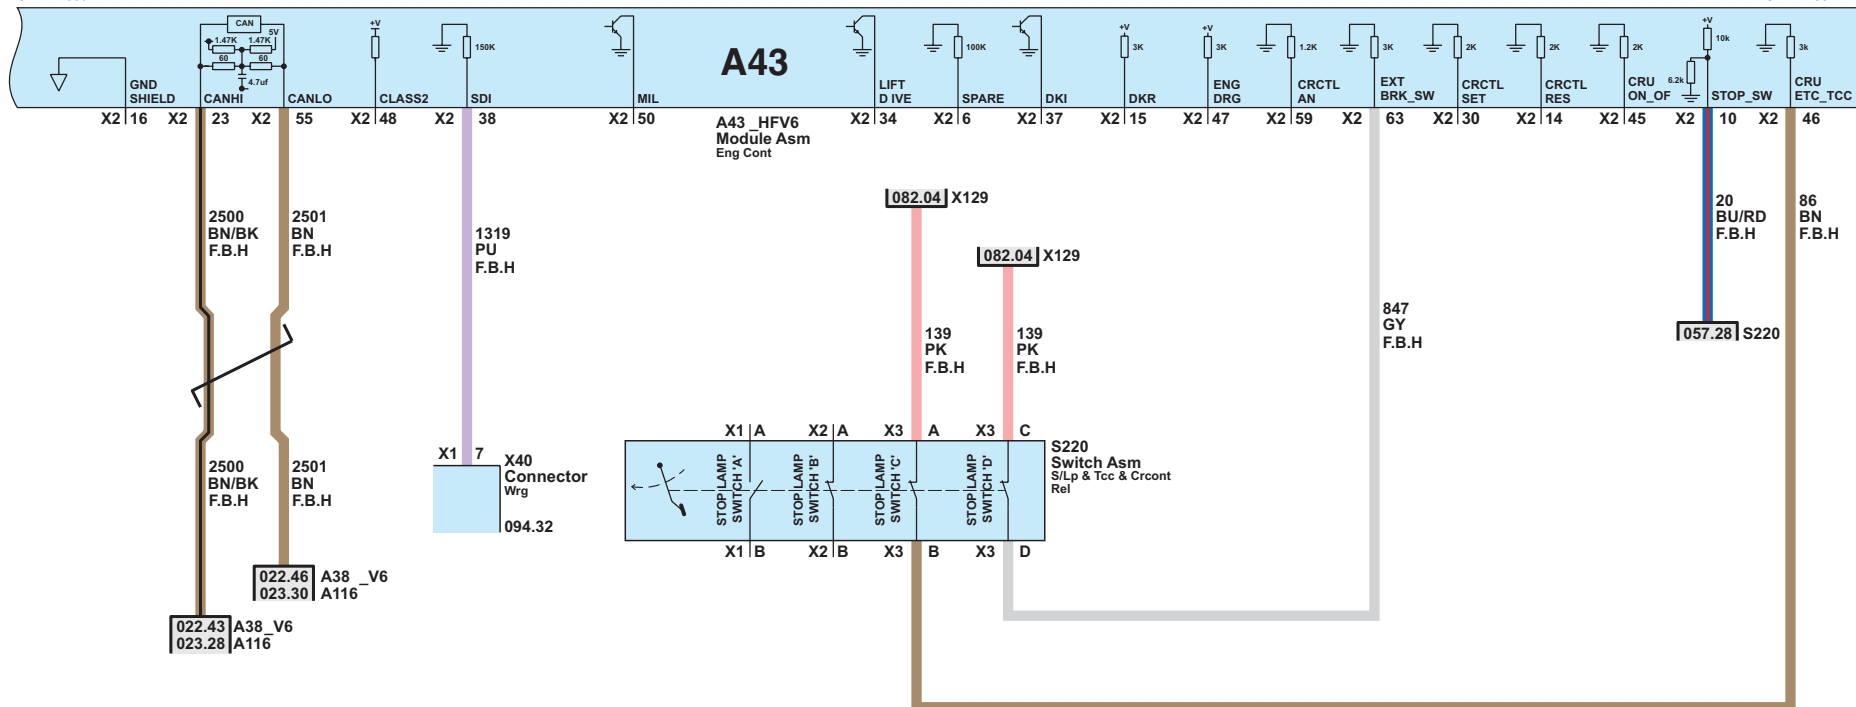 CAN
1.47K 1.47K 5V
60 60
4.7uf
+V
150K
A43
100K
+V
3K
+V
3K
1.2K
3K
2K
2K
2K
+V
10k
6.2k
3k
GND
SHIELD
CANHI
CANLO
CLASS2
SDI
MIL
LIFT
D IVE
SPARE
DKI
DKR
ENG
DRG
CRCTL
AN
EXT
BRK_SW
CRCTL
SET
CRCTL
RES
CRU
ON_OF
STOP_SW
CRU
ETC_TCC
X2 16 X2 23 X2 55 X2 48 X2 38 X2 50 X2 34 X2 6 X2 37 X2 15 X2 47 X2 59 X2 63 X2 30 X2 14 X2 45 X2 10 X2 46
A43 _HFV6
Module Asm
Eng Cont
082.04 X129
082.04 X129
2500
BN/BK
F.B.H
2501
BN
F.B.H
1319
PU
F.B.H
20
BU/RD
F.B.H
86
BN
F.B.H
847
GY
F.B.H
139
PK
F.B.H
139
PK
F.B.H
057.28 S220
X1 A X2 A X3 A X3 C
STOP LAMP
SWITCH 'A'
STOP LAMP
SWITCH 'B'
STOP LAMP
SWITCH 'C'
STOP LAMP
SWITCH 'D'
S220
Switch Asm
S/Lp & Tcc & Crcont
Rel
X1 B X2 B X3 B X3 D
X1 7
X40
Connector
Wrg
094.32
2500
BN/BK
F.B.H
2501
BN
F.B.H
022.46 A38 _V6
023.30 A116
022.43 A38_V6
023.28 A116